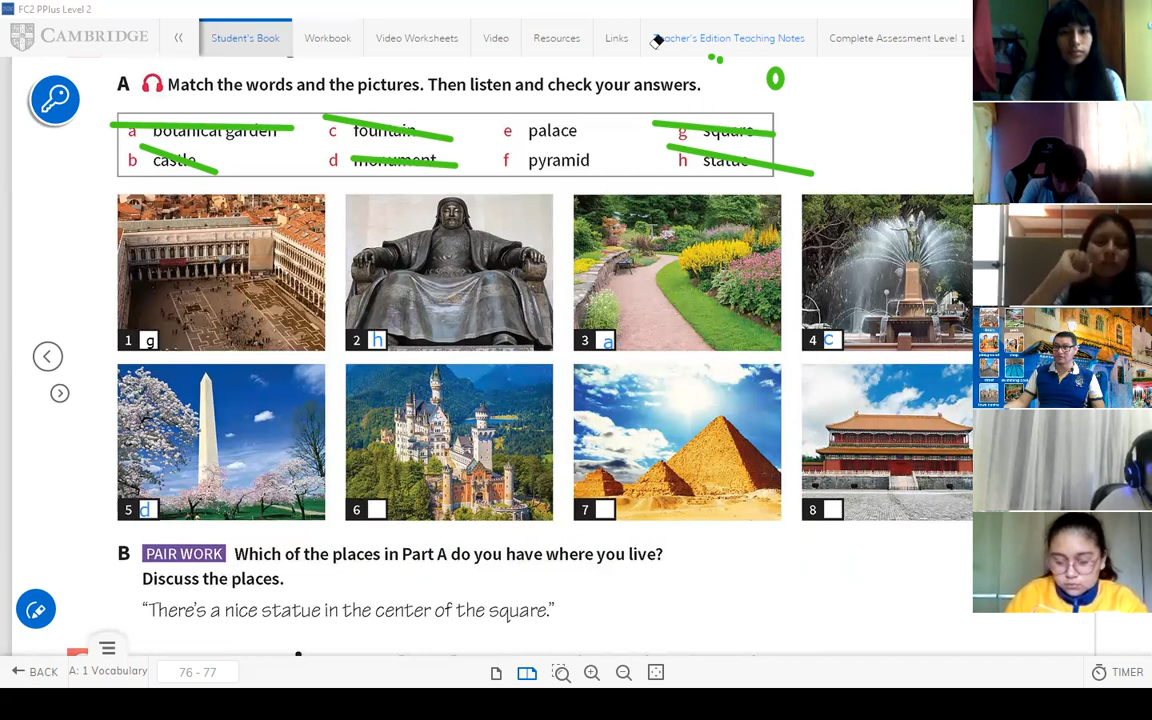 FC2 PPlus Level 2
CAMBRIDGE
Student's Book
Workbook
Video Worksheets
Video
Resources
Links
Teacher's Edition Teaching Notes
Complete Assessment Level 1
A Match the words and the pictures. Then listen and check your answers.
a botanical garden c fountain e palace g square
b castle d monument f pyramid h statue
1 g
2 h
3 a
4 c
5 d
6
7
8
B PAIR WORK Which of the places in Part A do you have where you live?
Discuss the places.
“There's a nice statue in the center of the square.”
BACK
A: 1 Vocabulary
76 - 77
TIMER